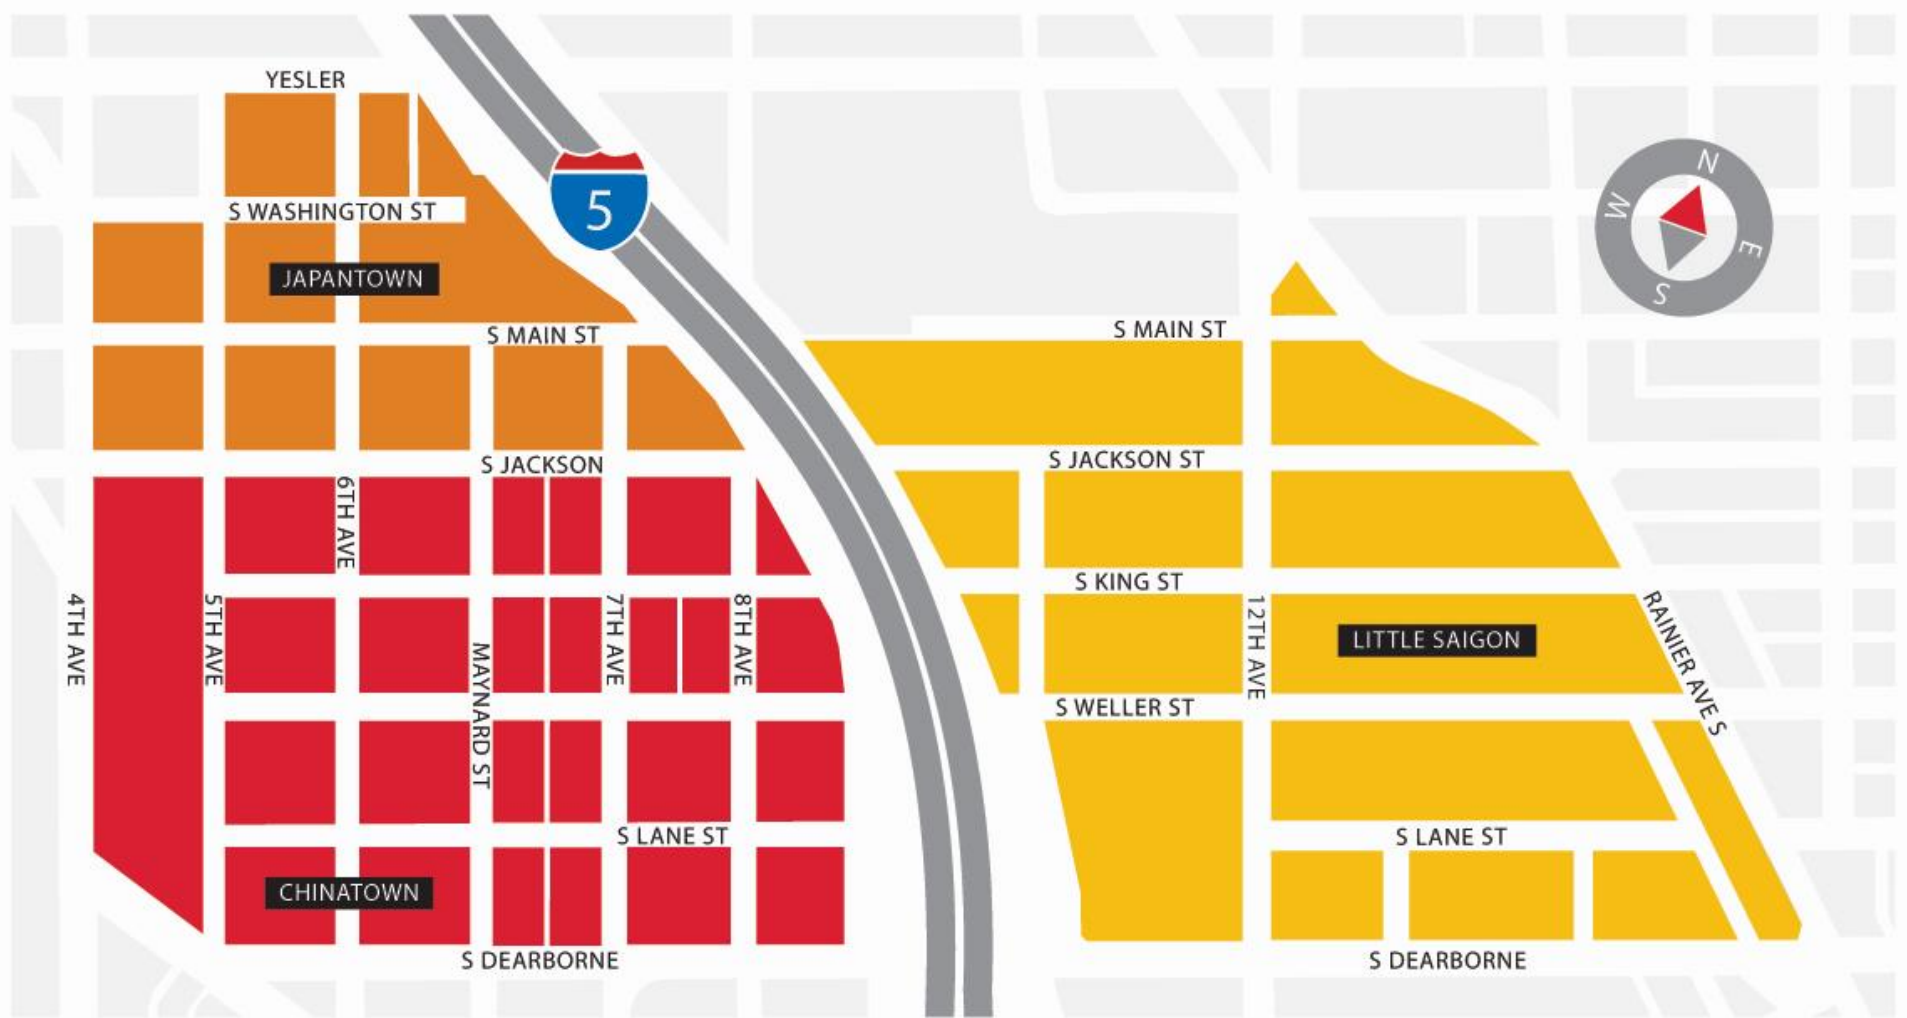 YESLER
5
N
W
E
S
S WASHINGTON ST
JAPANTOWN
S MAIN ST
S MAIN ST
S JACKSON
S JACKSON ST
6TH AVE
S KING ST
4TH AVE
5TH AVE
7TH AVE
8TH AVE
12TH AVE
RAINIER AVE S
LITTLE SAIGON
MAYNARD ST
S WELLER ST
S LANE ST
S LANE ST
CHINATOWN
S DEARBORNE
S DEARBORNE